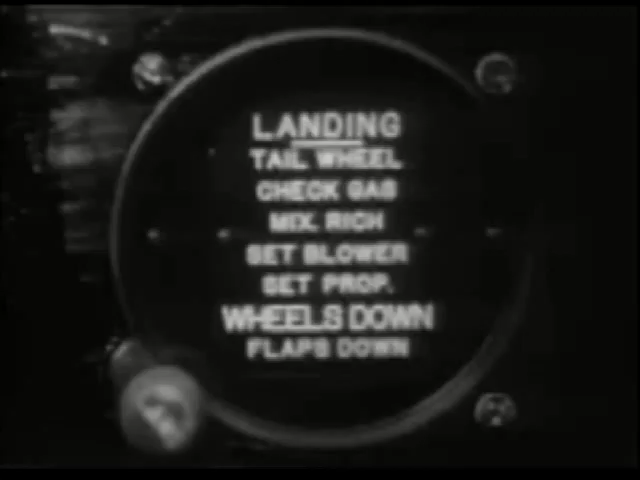 LANDING
TAIL WHEEL
CHECK GAS
MIX. RICH
SET BLOWER
SET PROP.
WHEELS DOWN
FLAPS DOWN